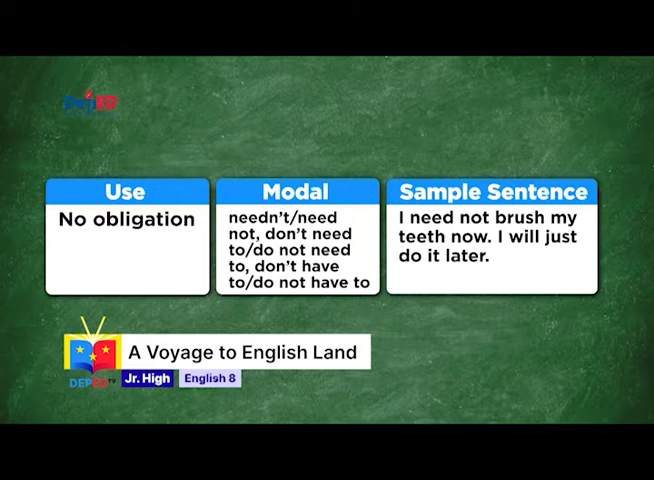 DepED
Use
No obligation
Modal
needn't/need
not, don't need
to/do not need
to, don't have
to/do not have to
Sample Sentence
I need not brush my
teeth now. I will just
do it later.
A Voyage to English Land
DEPED TV
Jr. High
English 8